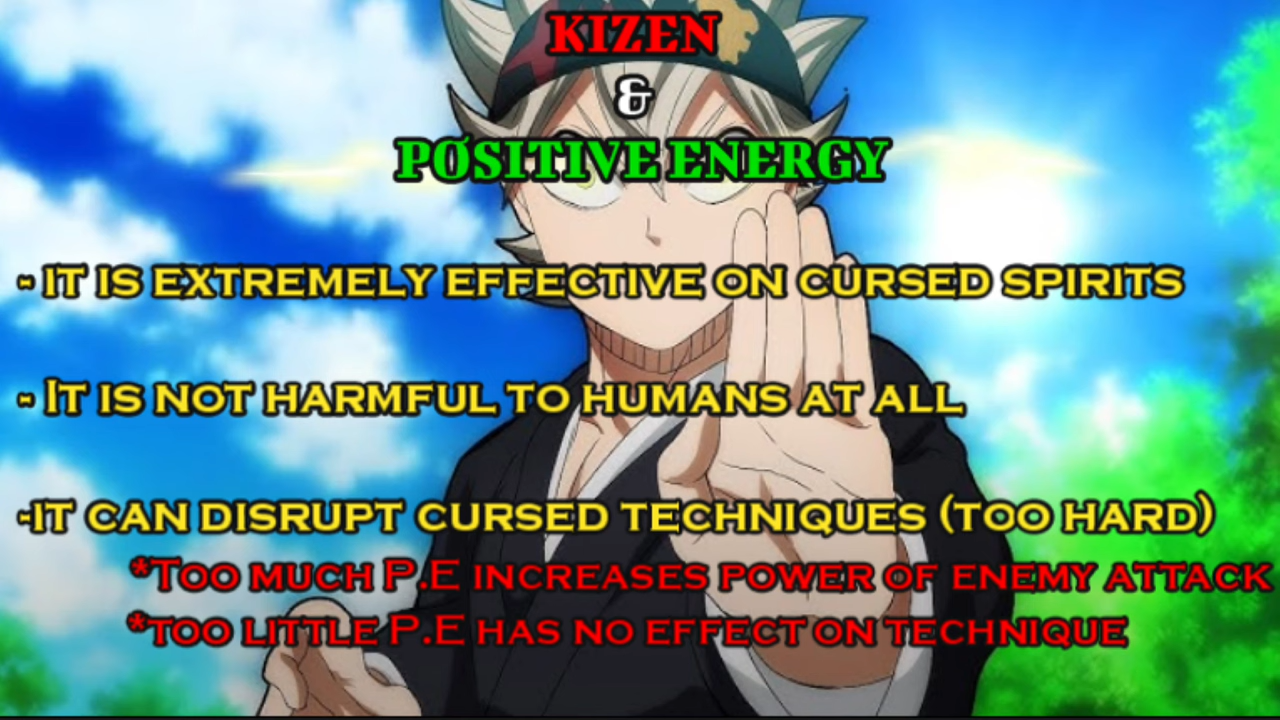 KIZEN
&
POSITIVE ENERGY
- IT IS EXTREMELY EFFECTIVE ON CURSED SPIRITS
- IT IS NOT HARMFUL TO HUMANS AT ALL
-IT CAN DISRUPT CURSED TECHNIQUES (TOO HARD)
*TOO MUCH P.E INCREASES POWER OF ENEMY ATTACK
*TOO LITTLE P.E HAS NO EFFECT ON TECHNIQUE